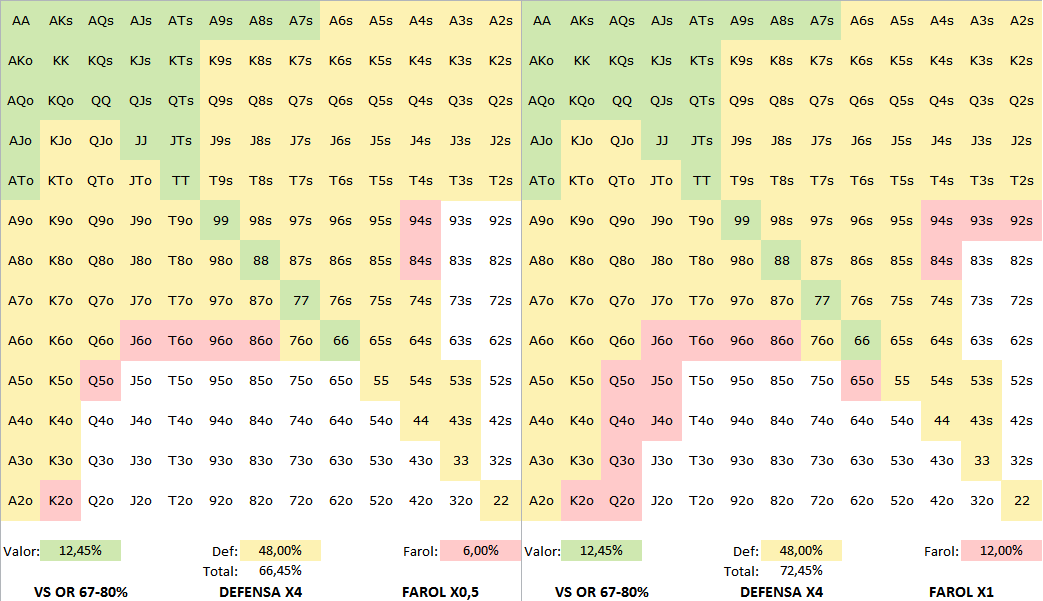 AA AKs AQs AJs ATs A9s A8s A7s A6s A5s A4s A3s A2s AA AKs AQs AJs ATs A9s A8s A7s A6s A5s A4s A3s A2s
AKo KK KQs KJs KTs K9s K8s K7s K6s K5s K4s K3s K2s AKo KK KQs KJs KTs K9s K8s K7s K6s K5s K4s K3s K2s
AQo KQo QQ QJs QTs Q9s Q8s Q7s Q6s Q5s Q4s Q3s Q2s AQo KQo QQ QJs QTs Q9s Q8s Q7s Q6s Q5s Q4s Q3s Q2s
AJo KJo QJo JJ JTs J9s J8s J7s J6s J5s J4s J3s J2s AJo KJo QJo JJ JTs J9s J8s J7s J6s J5s J4s J3s J2s
ATo KTo QTo JTo TT T9s T8s T7s T6s T5s T4s T3s T2s ATo KTo QTo JTo TT T9s T8s T7s T6s T5s T4s T3s T2s
A9o K9o Q9o J9o T9o 99 98s 97s 96s 95s 94s 93s 92s A9o K9o Q9o J9o T9o 99 98s 97s 96s 95s 94s 93s 92s
A8o K8o Q8o J8o T8o 98o 88 87s 86s 85s 84s 83s 82s A8o K8o Q8o J8o T8o 98o 88 87s 86s 85s 84s 83s 82s
A7o K7o Q7o J7o T7o 97o 87o 77 76s 75s 74s 73s 72s A7o K7o Q7o J7o T7o 97o 87o 77 76s 75s 74s 73s 72s
A6o K6o Q6o J6o T6o 96o 86o 76o 66 65s 64s 63s 62s A6o K6o Q6o J6o T6o 96o 86o 76o 66 65s 64s 63s 62s
A5o K5o Q5o J5o T5o 95o 85o 75o 65o 55 54s 53s 52s A5o K5o Q5o J5o T5o 95o 85o 75o 65o 55 54s 53s 52s
A4o K4o Q4o J4o T4o 94o 84o 74o 64o 54o 44 43s 42s A4o K4o Q4o J4o T4o 94o 84o 74o 64o 54o 44 43s 42s
A3o K3o Q3o J3o T3o 93o 83o 73o 63o 53o 43o 33 32s A3o K3o Q3o J3o T3o 93o 83o 73o 63o 53o 43o 33 32s
A2o K2o Q2o J2o T2o 92o 82o 72o 62o 52o 42o 32o 22 A2o K2o Q2o J2o T2o 92o 82o 72o 62o 52o 42o 32o 22
Valor: 12,45% Def: 48,00% Farol: 6,00% Valor: 12,45% Def: 48,00% Farol: 12,00%
Total: 66,45% Total: 72,45%
VS OR 67-80% DEFENSA X4 FAROL X0,5 VS OR 67-80% DEFENSA X4 FAROL X1